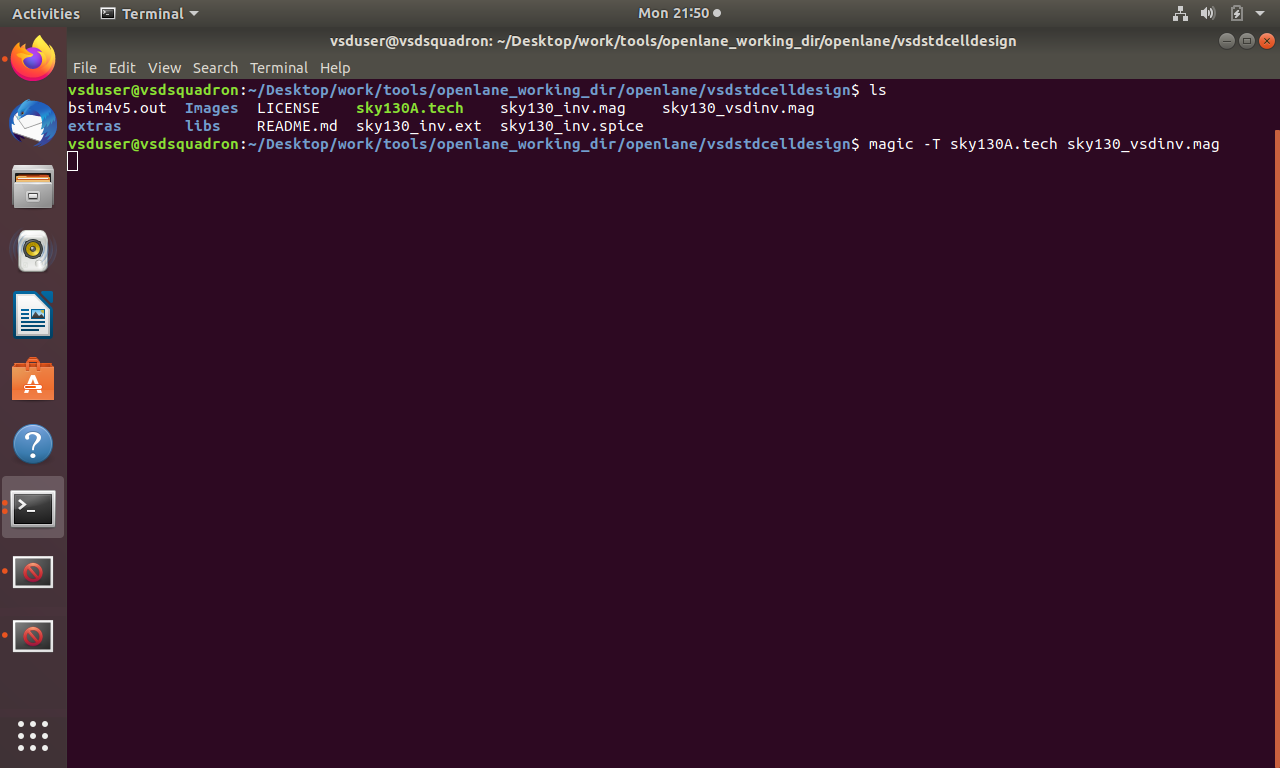 Activities Terminal Mon 21:50
vsduser@vsdsquadron: ~/Desktop/work/tools/openlane_working_dir/openlane/vsdstdcelldesign
File Edit View Search Terminal Help
vsduser@vsdsquadron:~/Desktop/work/tools/openlane_working_dir/openlane/vsdstdcelldesign$ ls
bsim4v5.out Images LICENSE sky130A.tech sky130_inv.mag sky130_vsdinv.mag
extras libs README.md sky130_inv.ext sky130_inv.spice
vsduser@vsdsquadron:~/Desktop/work/tools/openlane_working_dir/openlane/vsdstdcelldesign$ magic -T sky130A.tech sky130_vsdinv.mag